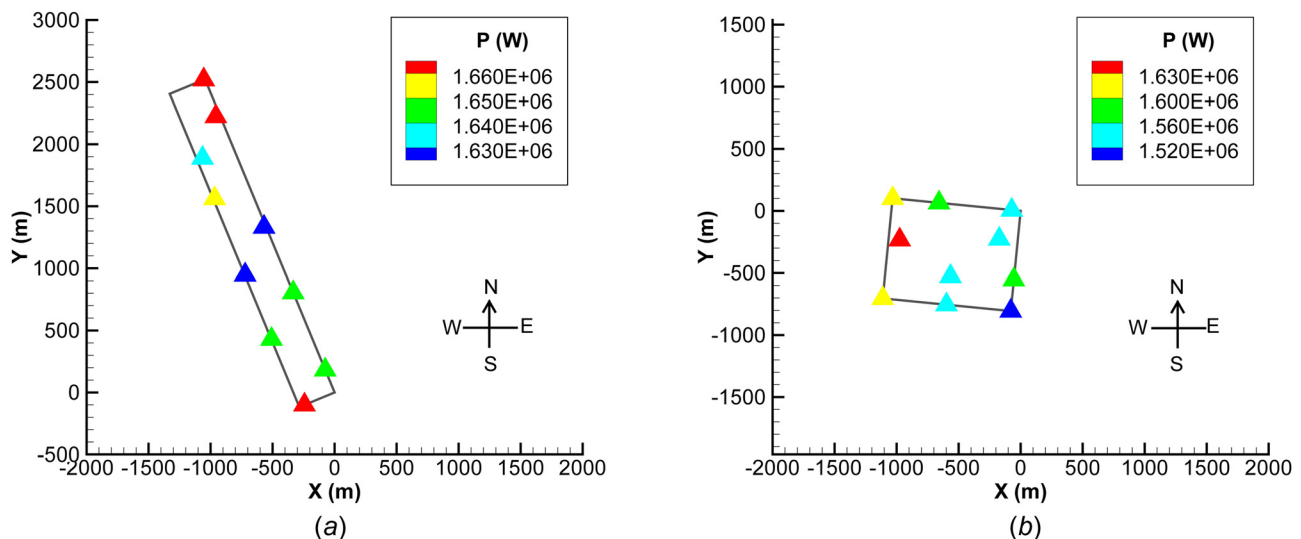 3000
2500
2000
1500
1000
500
0
-500
Y (m)
-2000 -1500 -1000 -500 0 500 1000 1500 2000
X (m)
P (W)
1.660E+06
1.650E+06
1.640E+06
1.630E+06
N
W E
S
(a)
1500
1000
500
0
-500
-1000
-1500
Y (m)
-2000 -1500 -1000 -500 0 500 1000 1500 2000
X (m)
P (W)
1.630E+06
1.600E+06
1.560E+06
1.520E+06
N
W E
S
(b)